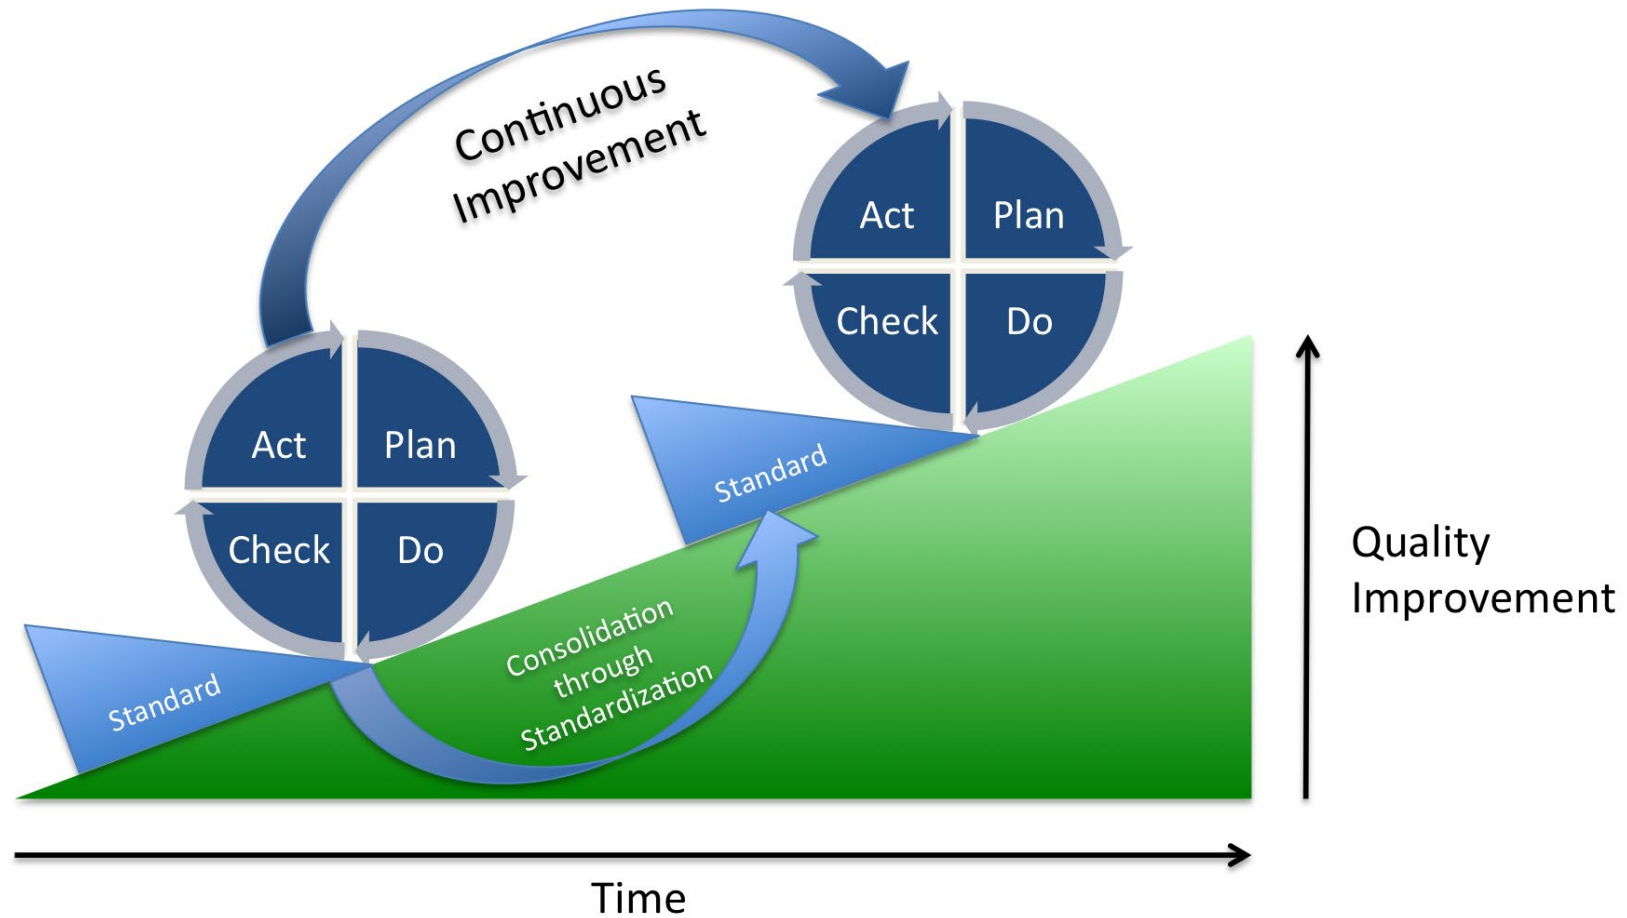 Continuous
Improvement
Act
Plan
Check
Do
Act
Plan
Check
Do
Standard
Standard
Consolidation
through
Standardization
Quality
Improvement
Time